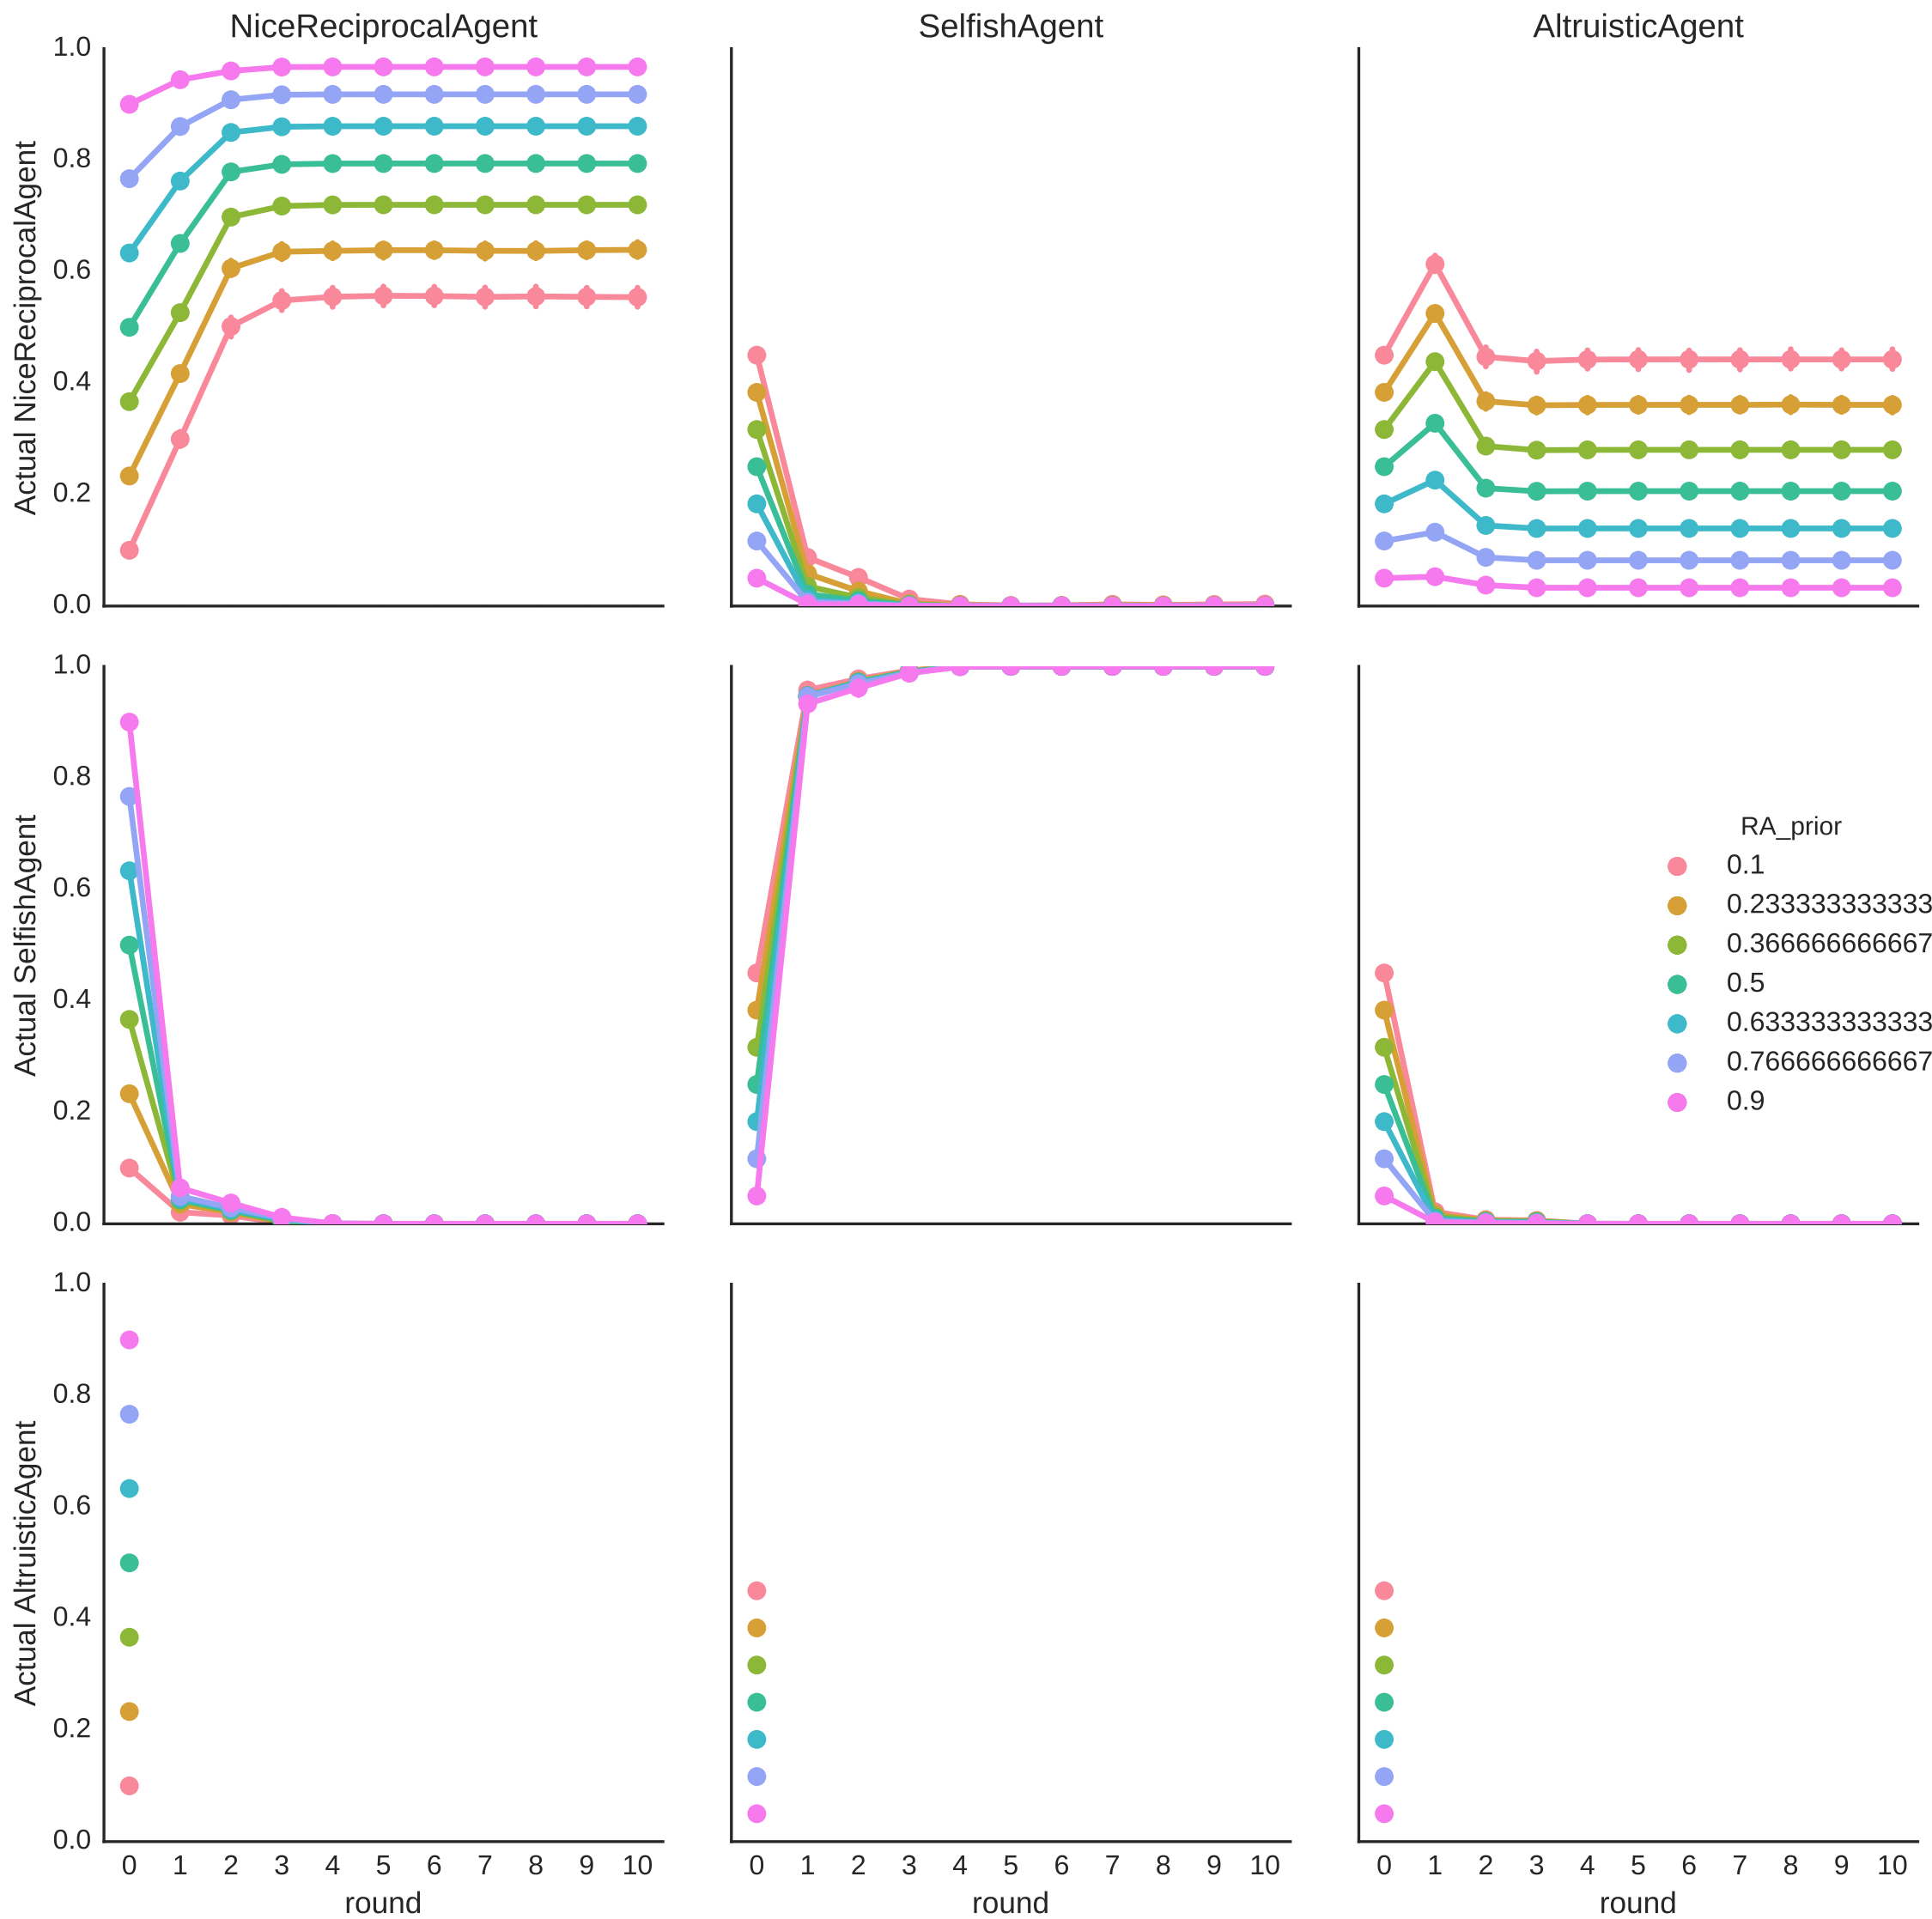 NiceReciprocalAgent
SelfishAgent
AltruisticAgent
Actual NiceReciprocalAgent
1.0
0.8
0.6
0.4
0.2
0.0
Actual SelfishAgent
1.0
0.8
0.6
0.4
0.2
0.0
RA_prior
0.1
0.233333333333
0.366666666667
0.5
0.633333333333
0.766666666667
0.9
Actual AltruisticAgent
1.0
0.8
0.6
0.4
0.2
0.0
0 1 2 3 4 5 6 7 8 9 10
0 1 2 3 4 5 6 7 8 9 10
0 1 2 3 4 5 6 7 8 9 10
round
round
round